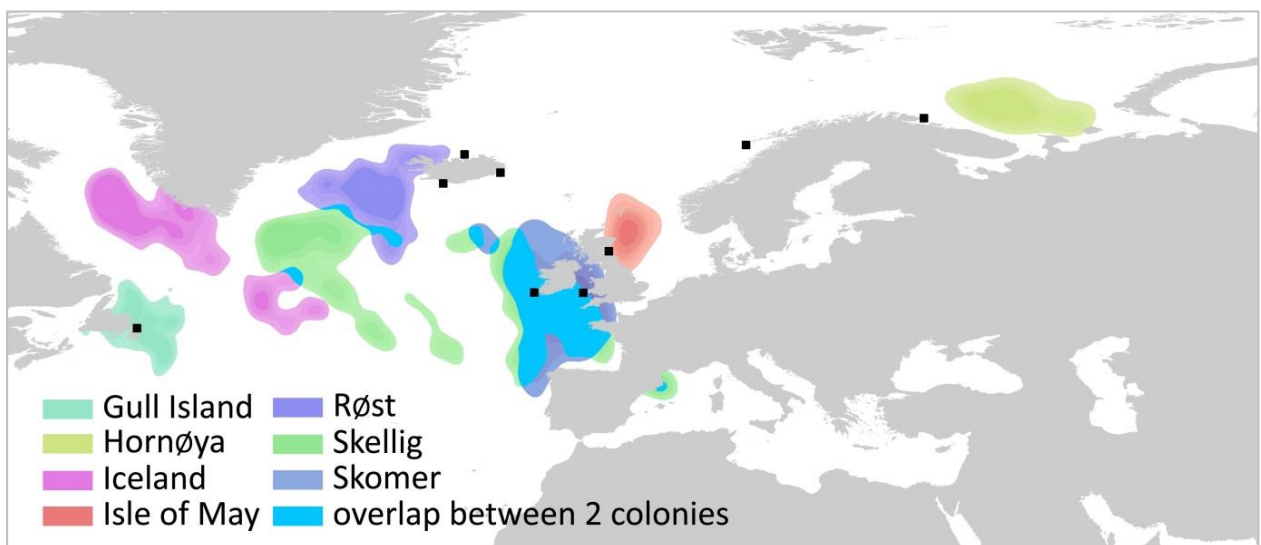 Gull Island
Røst
Hornøya
Skellig
Iceland
Skomer
Isle of May
overlap between 2 colonies